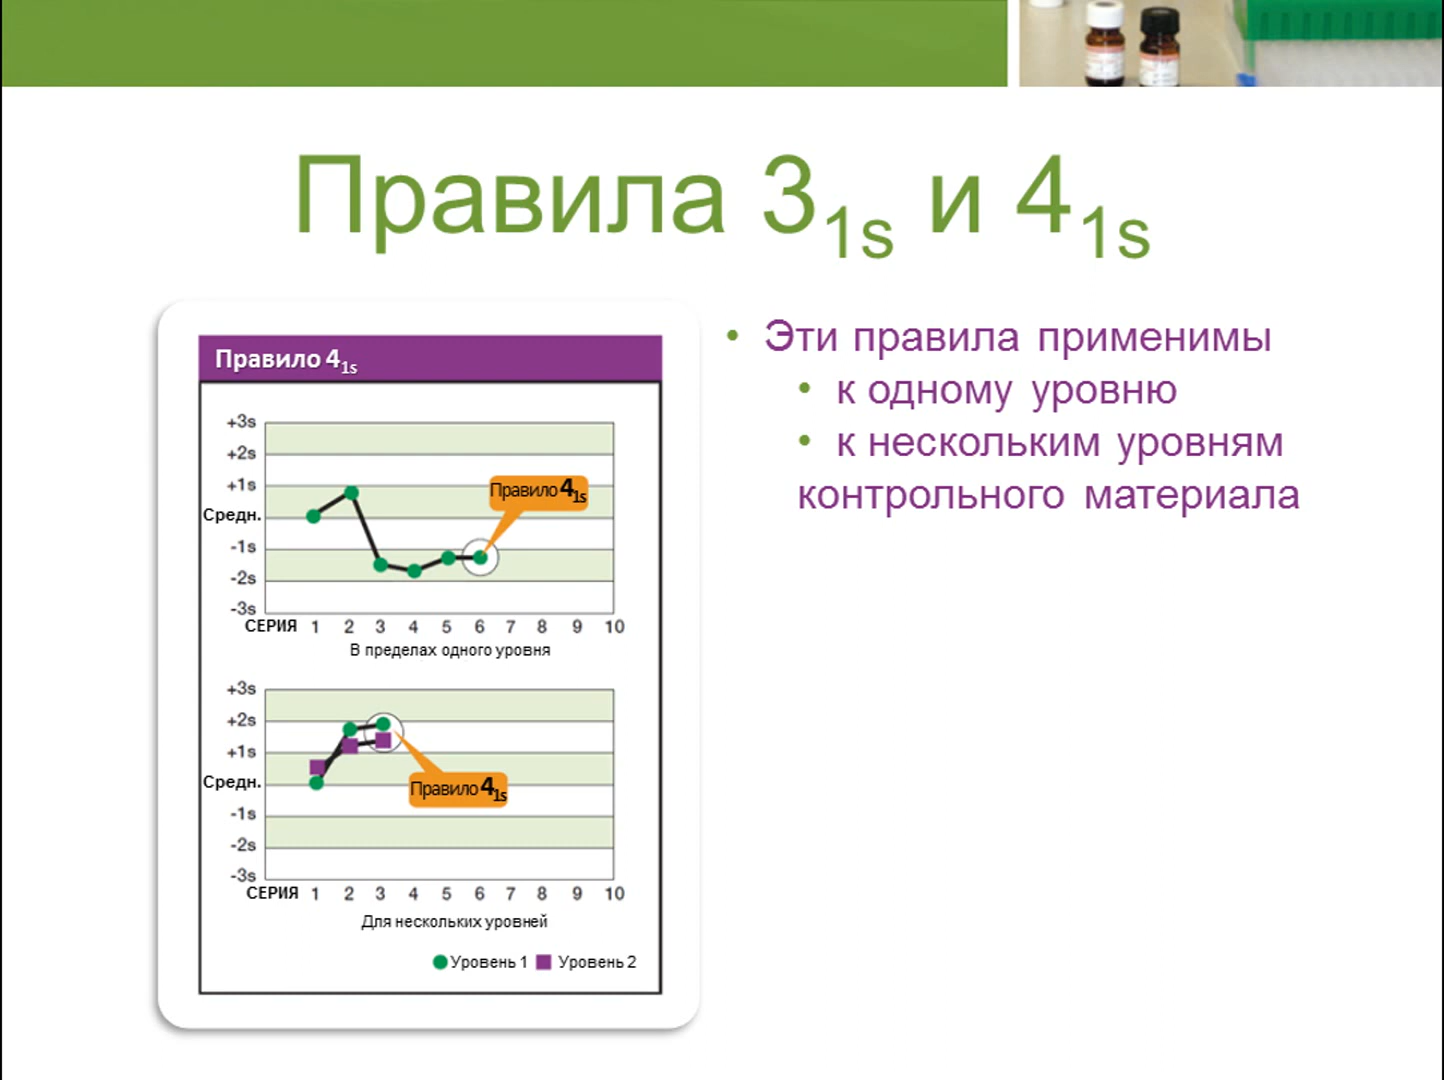 Правила 3₁ₛ и 4₁ₛ
Правило 4₁ₛ
+3s
+2s
+1s
Средн.
-1s
-2s
-3s
Правило 4₁ₛ
СЕРИЯ 1 2 3 4 5 6 7 8 9 10
В пределах одного уровня
+3s
+2s
+1s
Средн.
-1s
-2s
-3s
Правило 4₁ₛ
СЕРИЯ 1 2 3 4 5 6 7 8 9 10
Для нескольких уровней
Уровень 1 Уровень 2
• Эти правила применимы
• к одному уровню
• к нескольким уровням
контрольного материала